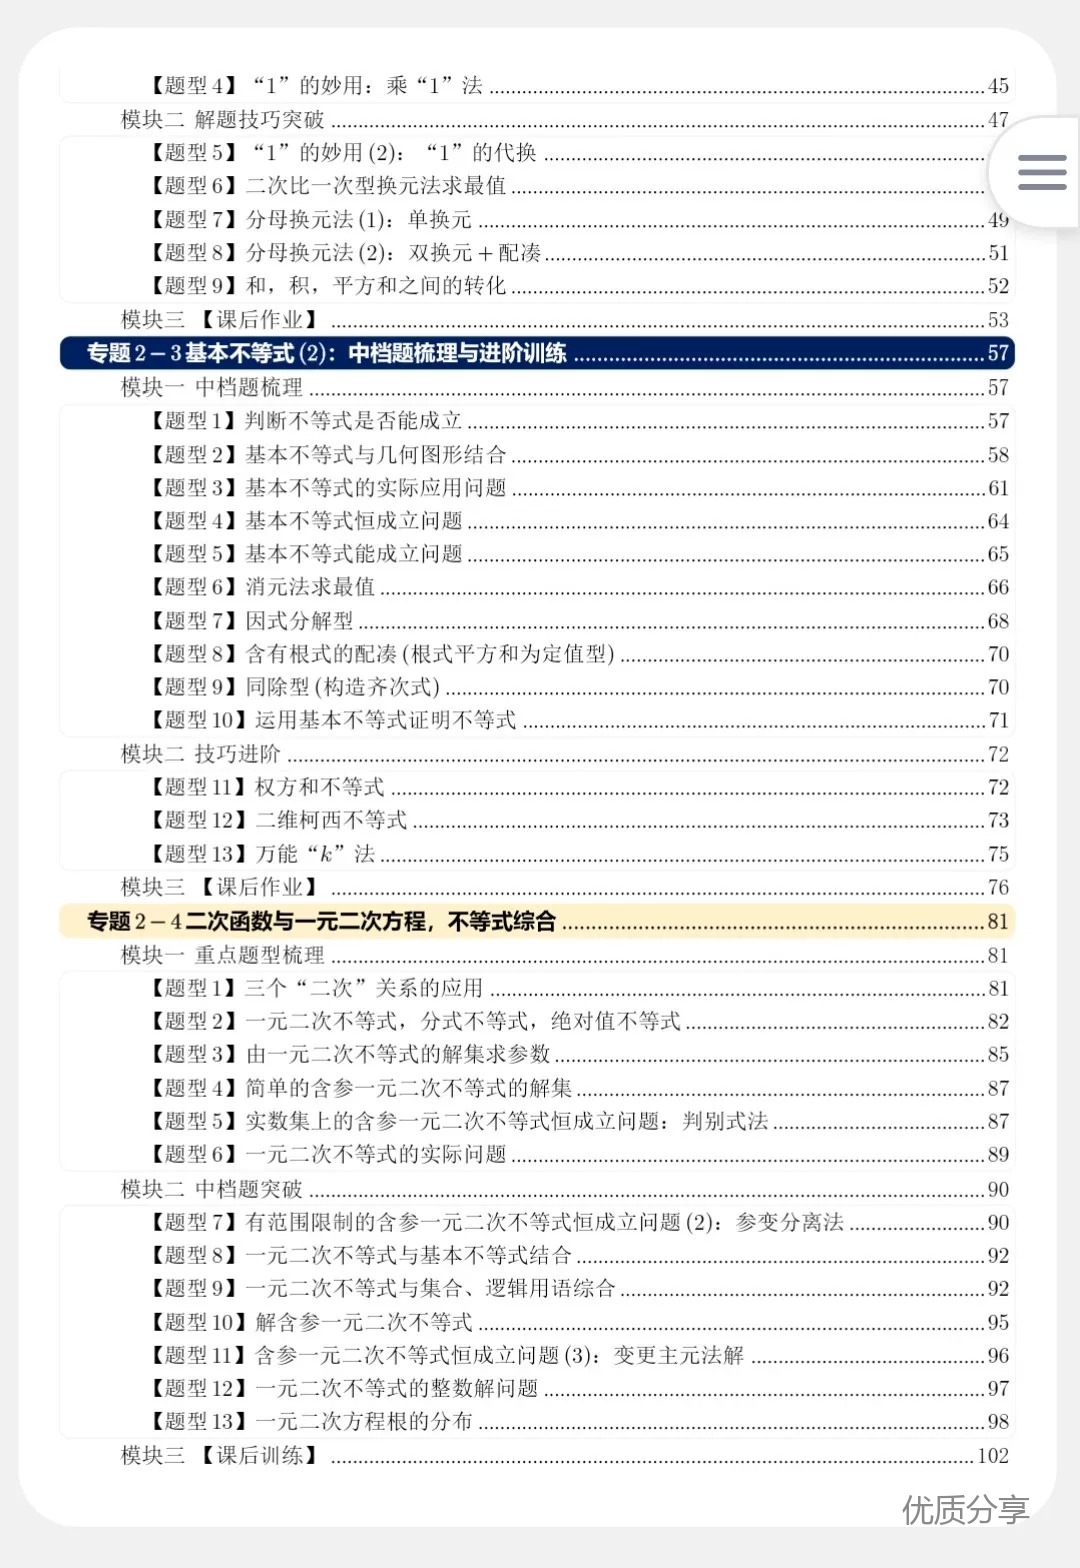 【题型4】“1”的妙用：乘“1”法 ........ 45
模块二 解题技巧突破 ........ 47
【题型5】“1”的妙用(2)：“1”的代换 ........
【题型6】二次比一次型换元法求最值 ........
【题型7】分母换元法(1)：单换元 ........ 49
【题型8】分母换元法(2)：双换元+配凑 ........ 51
【题型9】和，积，平方和之间的转化 ........ 52
模块三 【课后作业】 ........ 53
专题2－3基本不等式(2)：中档题梳理与进阶训练 ........ 57
模块一 中档题梳理 ........ 57
【题型1】判断不等式是否能成立 ........ 57
【题型2】基本不等式与几何图形结合 ........ 58
【题型3】基本不等式的实际应用问题 ........ 61
【题型4】基本不等式恒成立问题 ........ 64
【题型5】基本不等式能成立问题 ........ 65
【题型6】消元法求最值 ........ 66
【题型7】因式分解型 ........ 68
【题型8】含有根式的配凑(根式平方和为定值型) ........ 70
【题型9】同除型(构造齐次式) ........ 70
【题型10】运用基本不等式证明不等式 ........ 71
模块二 技巧进阶 ........ 72
【题型11】权方和不等式 ........ 72
【题型12】二维柯西不等式 ........ 73
【题型13】万能“k”法 ........ 75
模块三 【课后作业】 ........ 76
专题2－4二次函数与一元二次方程，不等式综合 ........ 81
模块一 重点题型梳理 ........ 81
【题型1】三个“二次”关系的应用 ........ 81
【题型2】一元二次不等式，分式不等式，绝对值不等式 ........ 82
【题型3】由一元二次不等式的解集求参数 ........ 85
【题型4】简单的含参一元二次不等式的解集 ........ 87
【题型5】实数集上的含参一元二次不等式恒成立问题：判别式法 ........ 87
【题型6】一元二次不等式的实际问题 ........ 89
模块二 中档题突破 ........ 90
【题型7】有范围限制的含参一元二次不等式恒成立问题(2)：参变分离法 ........ 90
【题型8】一元二次不等式与基本不等式结合 ........ 92
【题型9】一元二次不等式与集合、逻辑用语综合 ........ 92
【题型10】解含参一元二次不等式 ........ 95
【题型11】含参一元二次不等式恒成立问题(3)：变更主元法解 ........ 96
【题型12】一元二次不等式的整数解问题 ........ 97
【题型13】一元二次方程根的分布 ........ 98
模块三 【课后训练】 ........ 102
优质分享